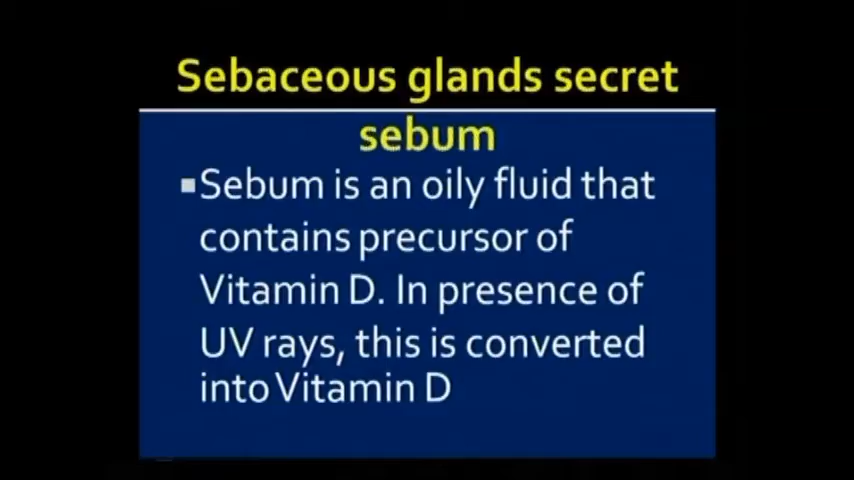 Sebaceous glands secret
sebum
▪Sebum is an oily fluid that
contains precursor of
Vitamin D. In presence of
UV rays, this is converted
into Vitamin D